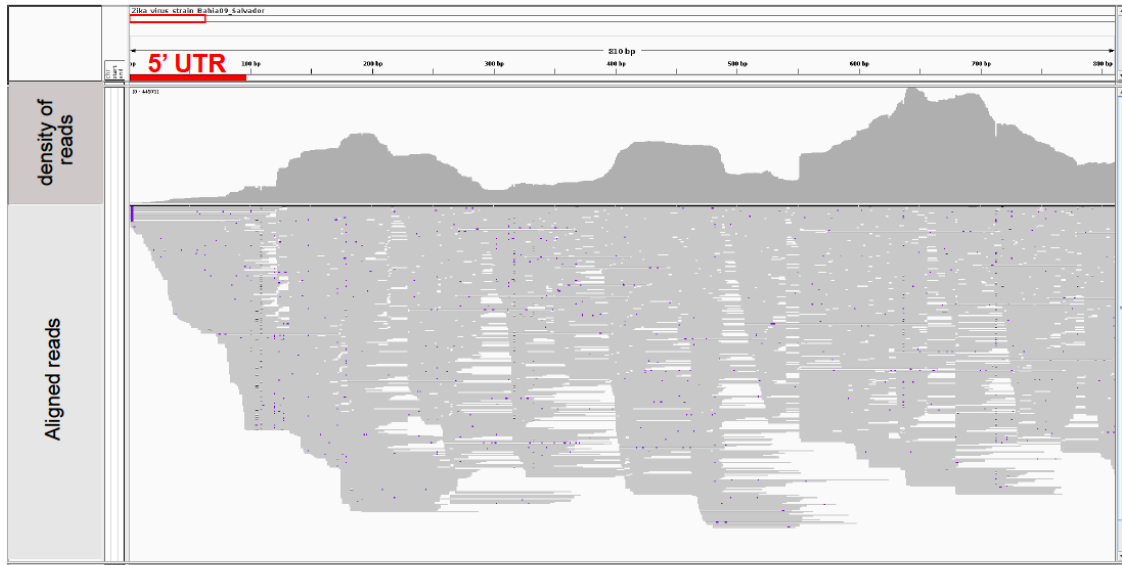 Zika virus strain Bahia09_Salvador
810 bp
bp 100 bp 200 bp 300 bp 400 bp 500 bp 600 bp 700 bp 800 bp
5' UTR
density of
reads
Aligned reads